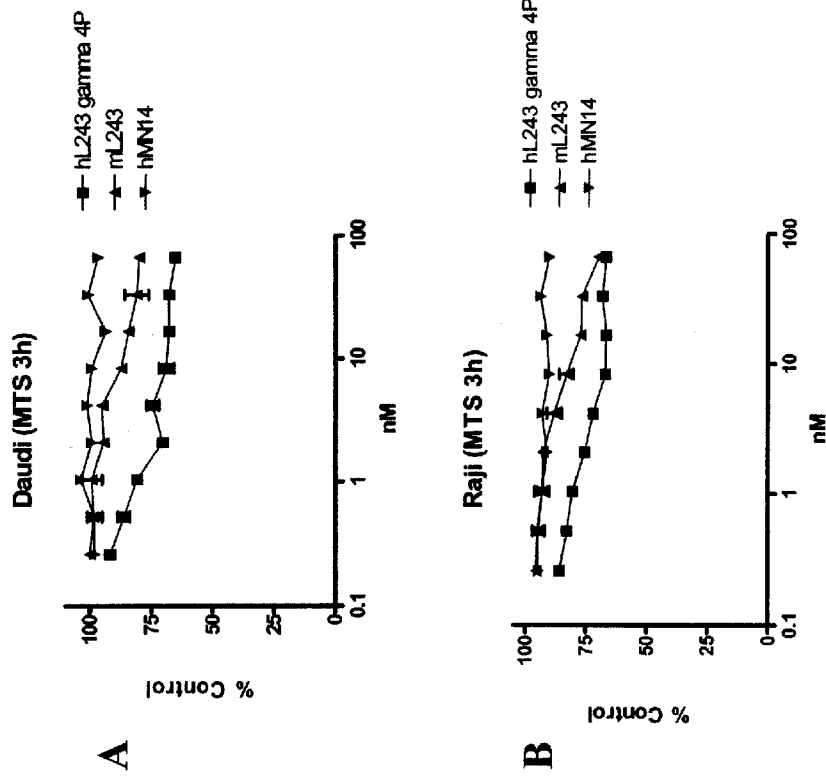 A
Daudi (MTS 3h)
% Control
100
75
50
25
0
0.1
1
10
100
nM
hL243 gamma 4P
mL243
hMN14
B
Raji (MTS 3h)
% Control
100
75
50
25
0
0.1
1
10
100
nM
hL243 gamma 4P
mL243
hMN14